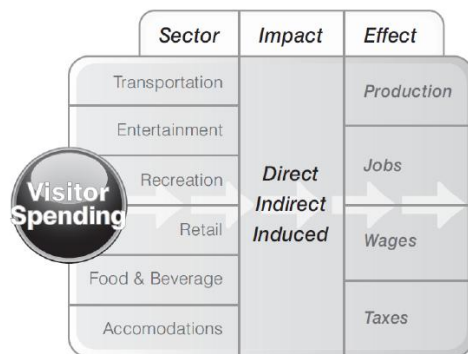 Sector Impact Effect
Transportation
Entertainment
Recreation
Retail
Food & Beverage
Accomodations
Visitor
Spending
Direct
Indirect
Induced
Production
Jobs
Wages
Taxes